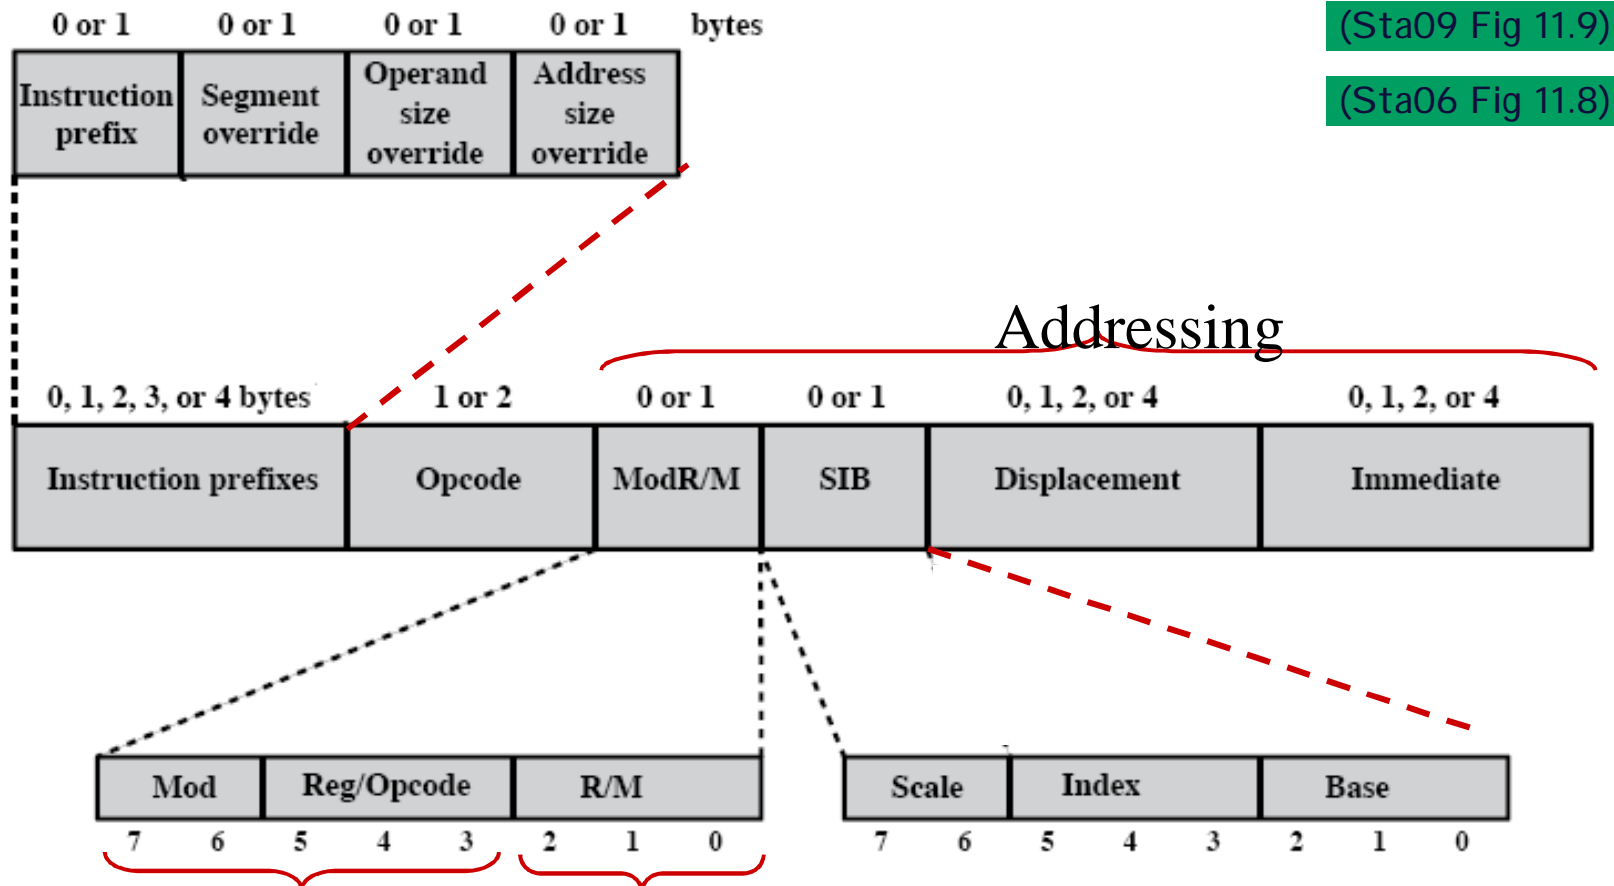 0 or 1 0 or 1 0 or 1 0 or 1 bytes
(Sta09 Fig 11.9)
(Sta06 Fig 11.8)
Instruction prefix
Segment override
Operand size override
Address size override
Addressing
0, 1, 2, 3, or 4 bytes 1 or 2 0 or 1 0 or 1 0, 1, 2, or 4 0, 1, 2, or 4
Instruction prefixes Opcode ModR/M SIB Displacement Immediate
Mod Reg/Opcode R/M Scale Index Base
7 6 5 4 3 2 1 0 7 6 5 4 3 2 1 0